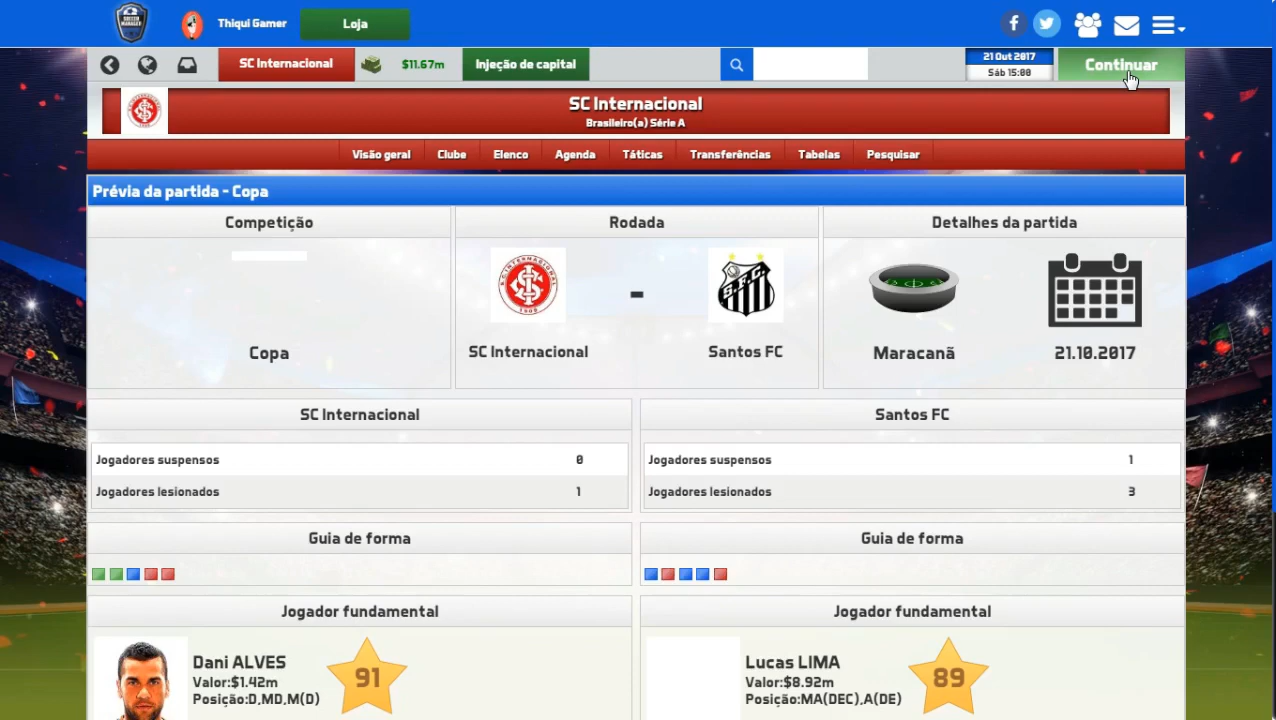 Thiqui Gamer
Loja
SC Internacional
$11.67m
Injeção de capital
21 Out 2017
Sáb 15:00
Continuar
SC Internacional
Brasileiro(a) Série A
Visão geral
Clube
Elenco
Agenda
Táticas
Transferências
Tabelas
Pesquisar
Prévia da partida - Copa
Competição
Rodada
Detalhes da partida
-
Copa
SC Internacional
Santos FC
Maracanã
21.10.2017
SC Internacional
Santos FC
Jogadores suspensos 0
Jogadores suspensos 1
Jogadores lesionados 1
Jogadores lesionados 3
Guia de forma
Guia de forma
Jogador fundamental
Jogador fundamental
Dani ALVES
Valor:$1.42m
Posição:D,MD,M(D)
91
Lucas LIMA
Valor:$8.92m
Posição:MA(DEC),A(DE)
89